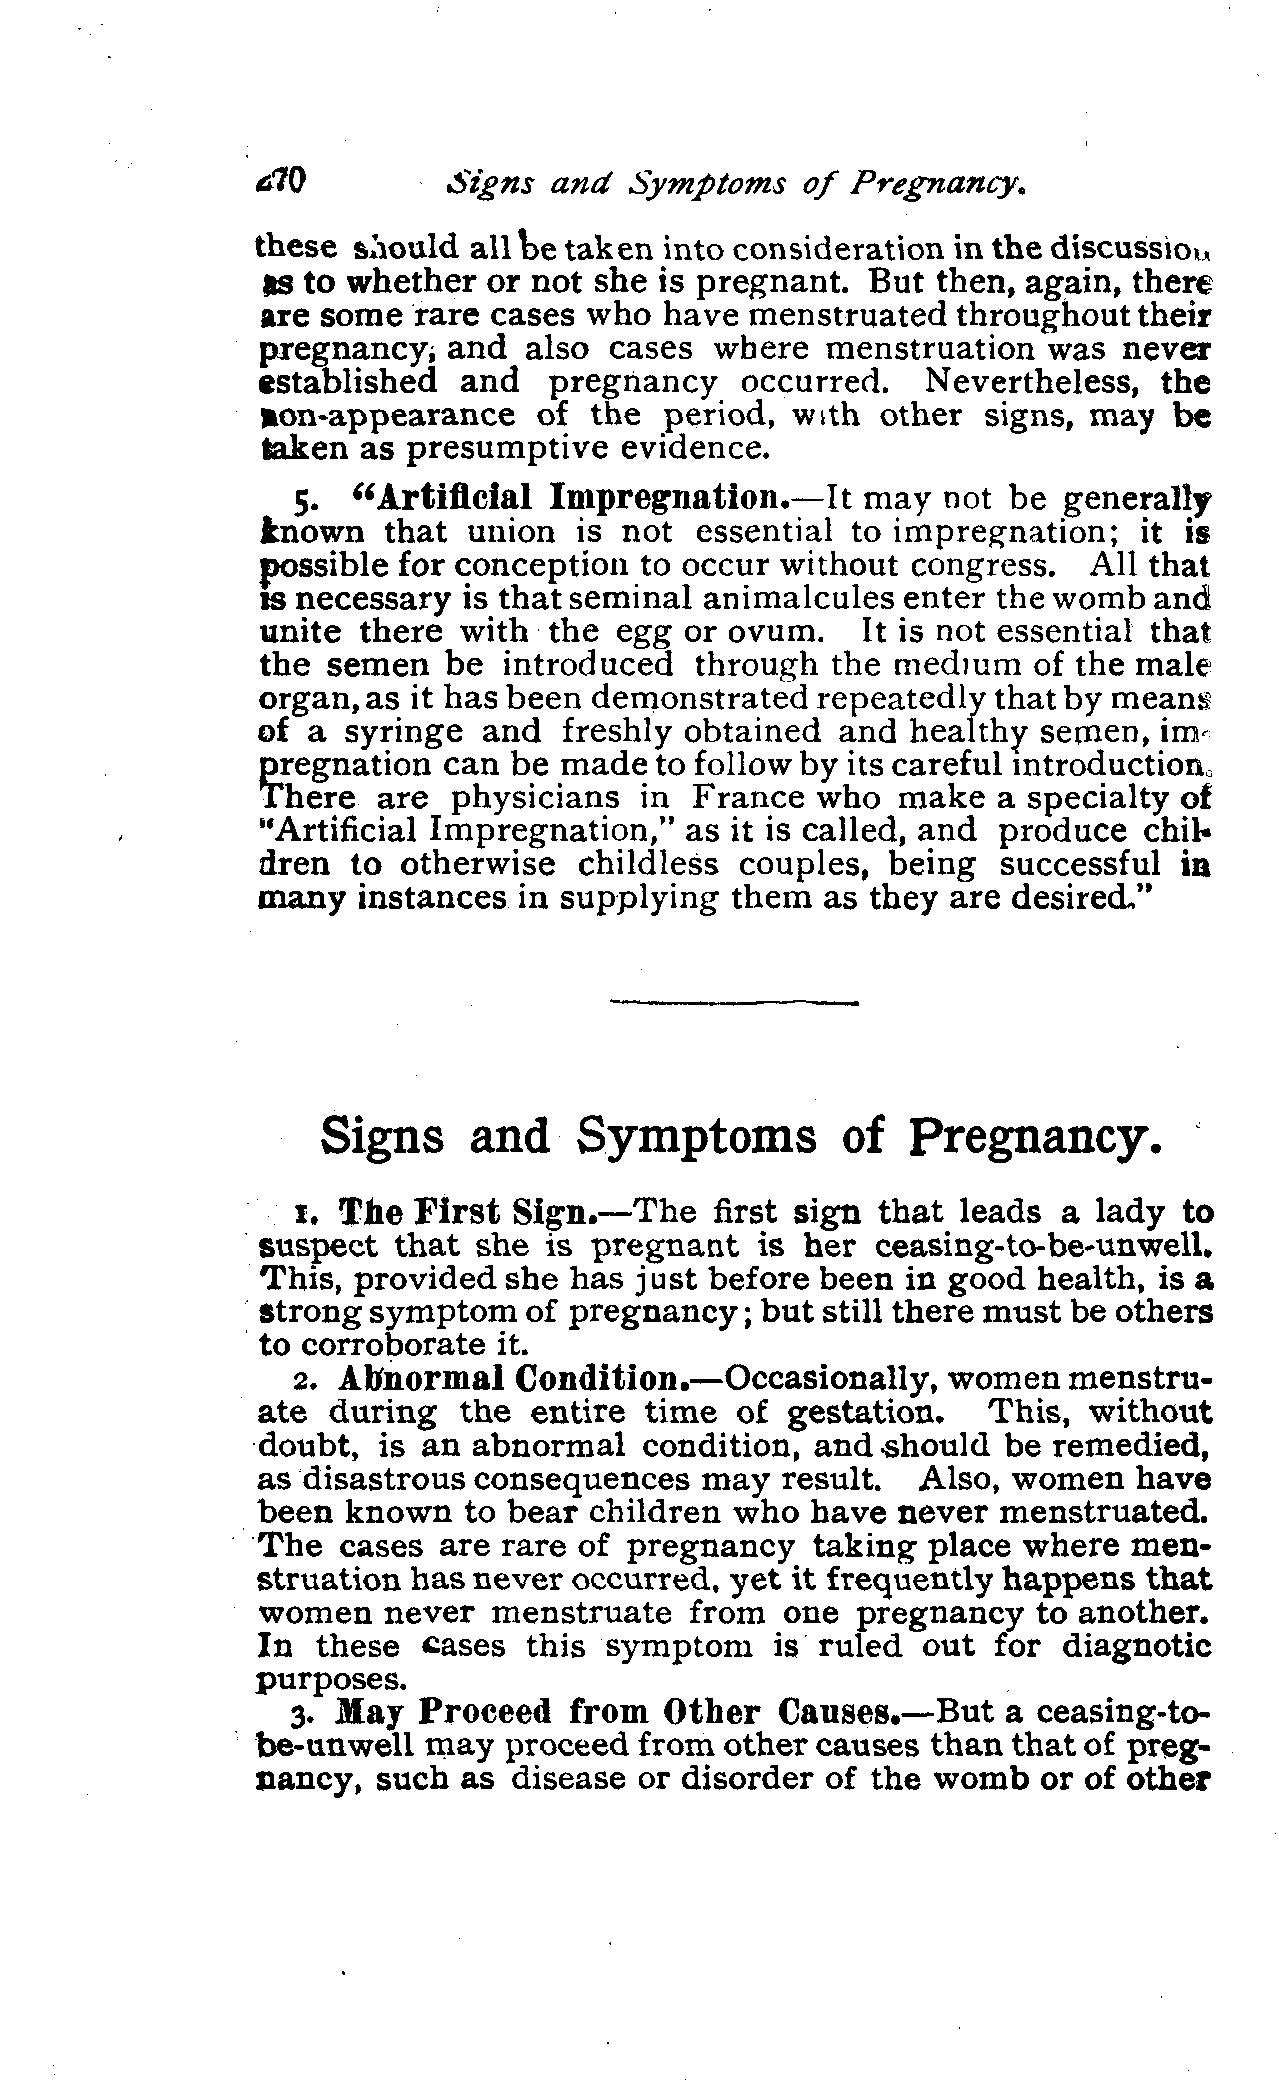 270 Signs and Symptoms of Pregnancy.
these should all be taken into consideration in the discussion
as to whether or not she is pregnant. But then, again, there
are some rare cases who have menstruated throughout their
pregnancy; and also cases where menstruation was never
established and pregnancy occurred. Nevertheless, the
non-appearance of the period, with other signs, may be
taken as presumptive evidence.
5. “Artificial Impregnation.—It may not be generally
known that union is not essential to impregnation; it is
possible for conception to occur without congress. All that
is necessary is that seminal animalcules enter the womb and
unite there with the egg or ovum. It is not essential that
the semen be introduced through the medium of the male
organ, as it has been demonstrated repeatedly that by means
of a syringe and freshly obtained and healthy semen, im-
pregnation can be made to follow by its careful introduction.
There are physicians in France who make a specialty of
"Artificial Impregnation," as it is called, and produce chil-
dren to otherwise childless couples, being successful in
many instances in supplying them as they are desired."
Signs and Symptoms of Pregnancy.
1. The First Sign.—The first sign that leads a lady to
suspect that she is pregnant is her ceasing-to-be-unwell.
This, provided she has just before been in good health, is a
strong symptom of pregnancy; but still there must be others
to corroborate it.
2. Abnormal Condition.—Occasionally, women menstru-
ate during the entire time of gestation. This, without
doubt, is an abnormal condition, and should be remedied,
as disastrous consequences may result. Also, women have
been known to bear children who have never menstruated.
The cases are rare of pregnancy taking place where men-
struation has never occurred, yet it frequently happens that
women never menstruate from one pregnancy to another.
In these cases this symptom is ruled out for diagnotic
purposes.
3. May Proceed from Other Causes.—But a ceasing-to-
be-unwell may proceed from other causes than that of preg-
nancy, such as disease or disorder of the womb or of other